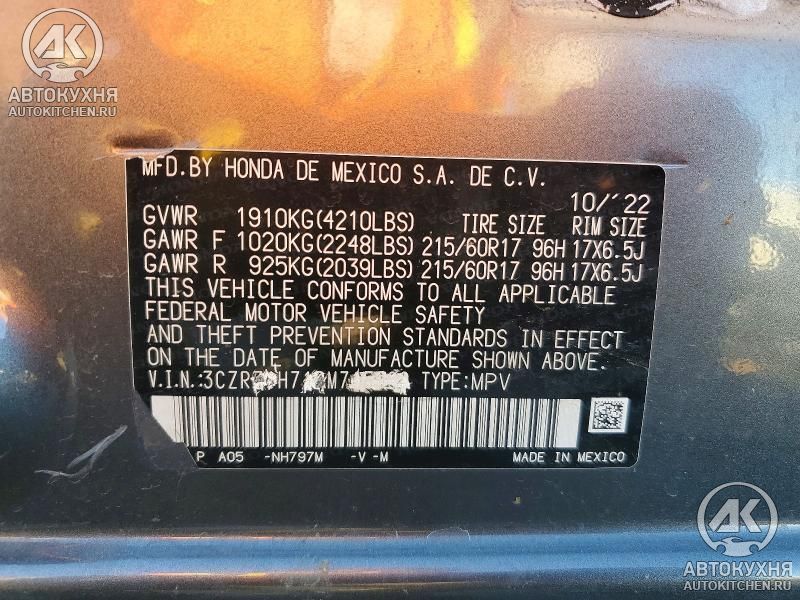 АК
АВТОКУХНЯ
AUTOKITCHEN.RU
MFD.BY HONDA DE MEXICO S.A. DE C.V.
10/'22
GVWR 1910KG(4210LBS) TIRE SIZE RIM SIZE
GAWR F 1020KG(2248LBS) 215/60R17 96H 17X6.5J
GAWR R 925KG(2039LBS) 215/60R17 96H 17X6.5J
THIS VEHICLE CONFORMS TO ALL APPLICABLE
FEDERAL MOTOR VEHICLE SAFETY
AND THEFT PREVENTION STANDARDS IN EFFECT
ON THE DATE OF MANUFACTURE SHOWN ABOVE.
V.I.N.: TYPE:MPV
P A05 -NH797M -V -M MADE IN MEXICO
АК
АВТОКУХНЯ
AUTOKITCHEN.RU